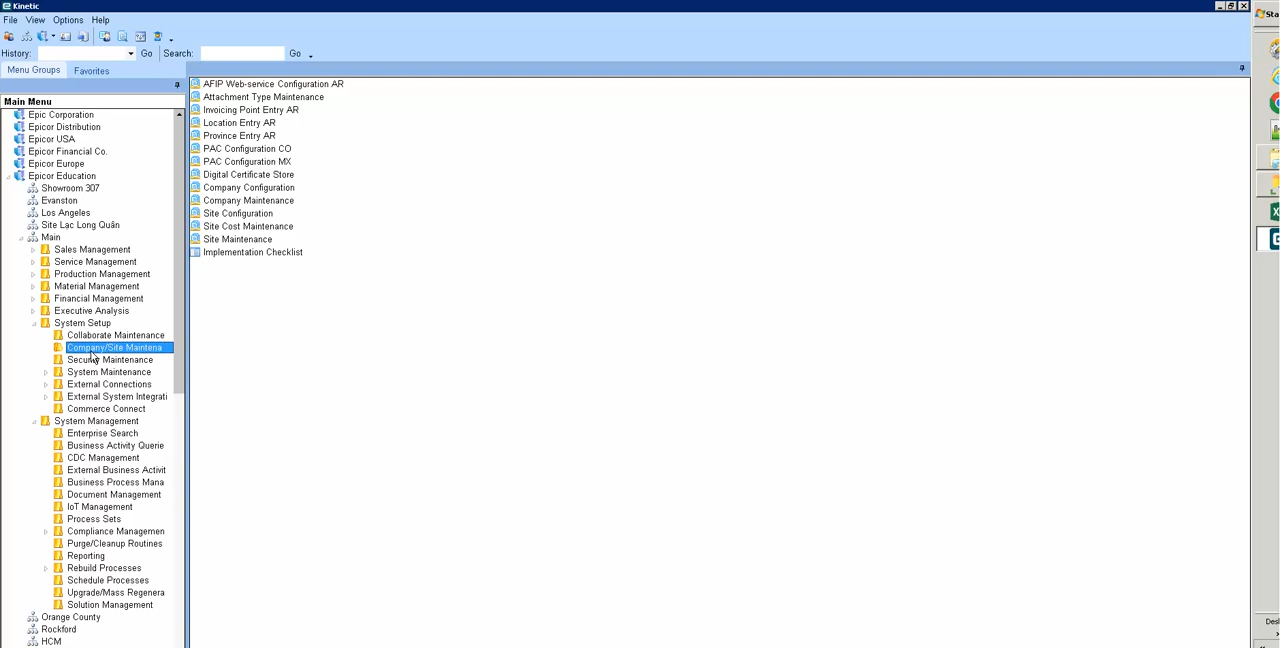 Kinetic
File View Options Help
History: Go Search: Go
Menu Groups Favorites
Main Menu
Epic Corporation
Epicor Distribution
Epicor USA
Epicor Financial Co.
Epicor Europe
Epicor Education
Showroom 307
Evanston
Los Angeles
Site Lạc Long Quân
Main
Sales Management
Service Management
Production Management
Material Management
Financial Management
Executive Analysis
System Setup
Collaborate Maintenance
Company/Site Maintena
Security Maintenance
System Maintenance
External Connections
External System Integrati
Commerce Connect
System Management
Enterprise Search
Business Activity Querie
CDC Management
External Business Activit
Business Process Mana
Document Management
IoT Management
Process Sets
Compliance Managemen
Purge/Cleanup Routines
Reporting
Rebuild Processes
Schedule Processes
Upgrade/Mass Regenera
Solution Management
Orange County
Rockford
HCM
AFIP Web-service Configuration AR
Attachment Type Maintenance
Invoicing Point Entry AR
Location Entry AR
Province Entry AR
PAC Configuration CO
PAC Configuration MX
Digital Certificate Store
Company Configuration
Company Maintenance
Site Configuration
Site Cost Maintenance
Site Maintenance
Implementation Checklist
Sta
Des